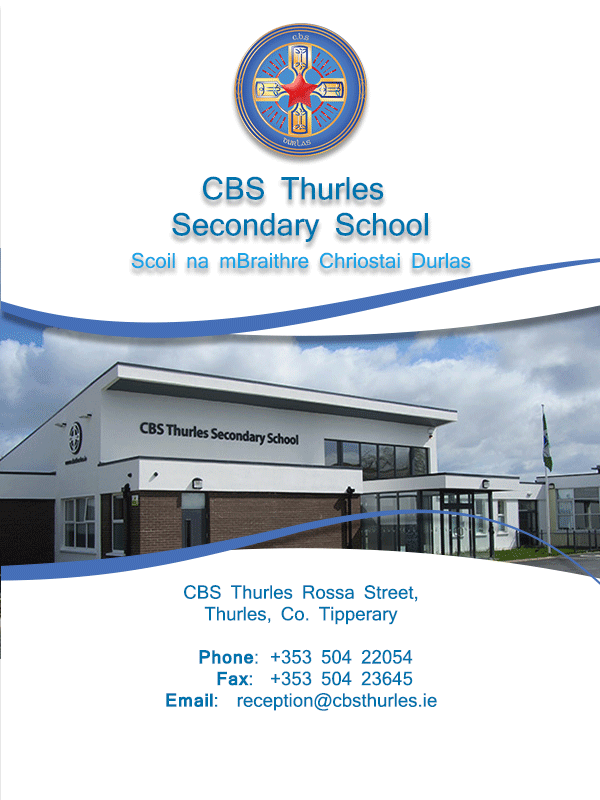 c.b.s
DURLAS
CBS Thurles
Secondary School
Scoil na mBraithre Chriostai Durlas
CBS Thurles Secondary School
CBS Thurles Rossa Street,
Thurles, Co. Tipperary
Phone: +353 504 22054
Fax: +353 504 23645
Email: reception@cbsthurles.ie